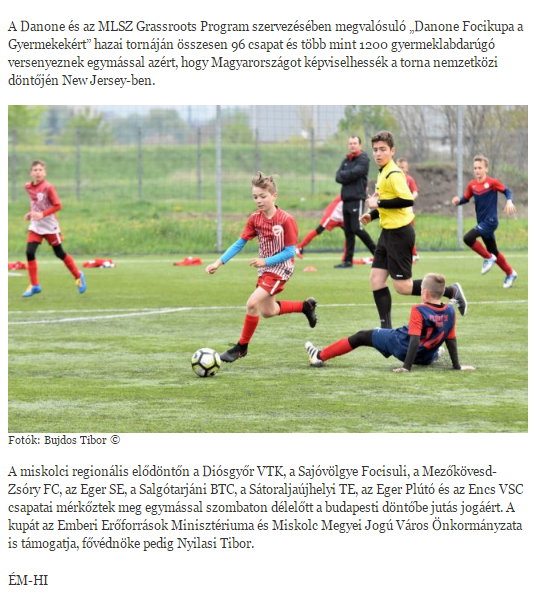 A Danone és az MLSZ Grassroots Program szervezésében megvalósuló „Danone Focikupa a
Gyermekekért” hazai tornáján összesen 96 csapat és több mint 1200 gyermeklabdarúgó
versenyeznek egymással azért, hogy Magyarországot képviselhessék a torna nemzetközi
döntőjén New Jersey-ben.
Fotók: Bujdos Tibor ©
A miskolci regionális elődöntőn a Diósgyőr VTK, a Sajóvölgye Focisuli, a Mezőkövesd-
Zsóry FC, az Eger SE, a Salgótarjáni BTC, a Sátoraljaújhelyi TE, az Eger Plútó és az Encs VSC
csapatai mérkőztek meg egymással szombaton délelőtt a budapesti döntőbe jutás jogáért. A
kupát az Emberi Erőforrások Minisztériuma és Miskolc Megyei Jogú Város Önkormányzata
is támogatja, fővédnöke pedig Nyilasi Tibor.
ÉM-HI